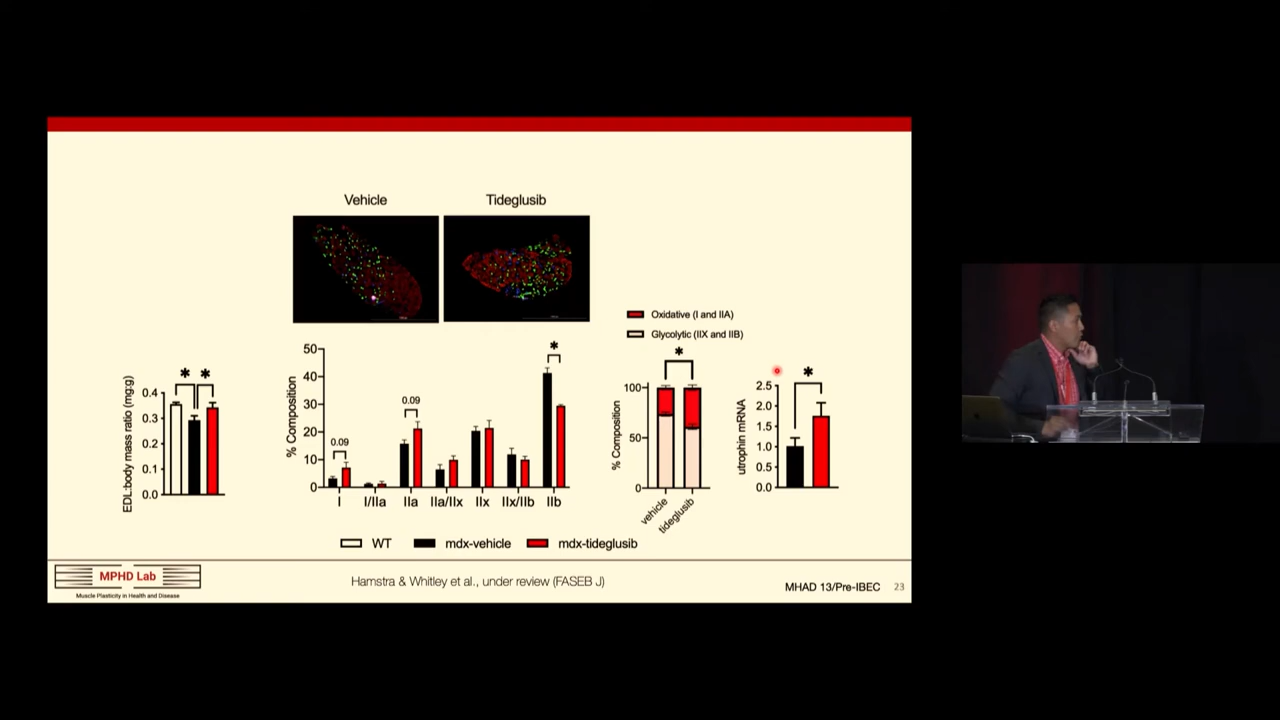 Vehicle
Tideglusib
Oxidative (I and IIA)
Glycolytic (IIX and IIB)
EDL:body mass ratio (mg:g)
0.4
0.3
0.2
0.1
0.0
*
*
% Composition
50
40
30
20
10
0
0.09
0.09
*
I
I/IIa
IIa
IIa/IIx
IIx
IIx/IIb
IIb
% Composition
100
50
0
*
vehicle
tideglusib
utrophin mRNA
2.5
2.0
1.5
1.0
0.5
0.0
*
WT
mdx-vehicle
mdx-tideglusib
MPHD Lab
Muscle Plasticity in Health and Disease
Hamstra & Whitley et al., under review (FASEB J)
MHAD 13/Pre-IBEC 23